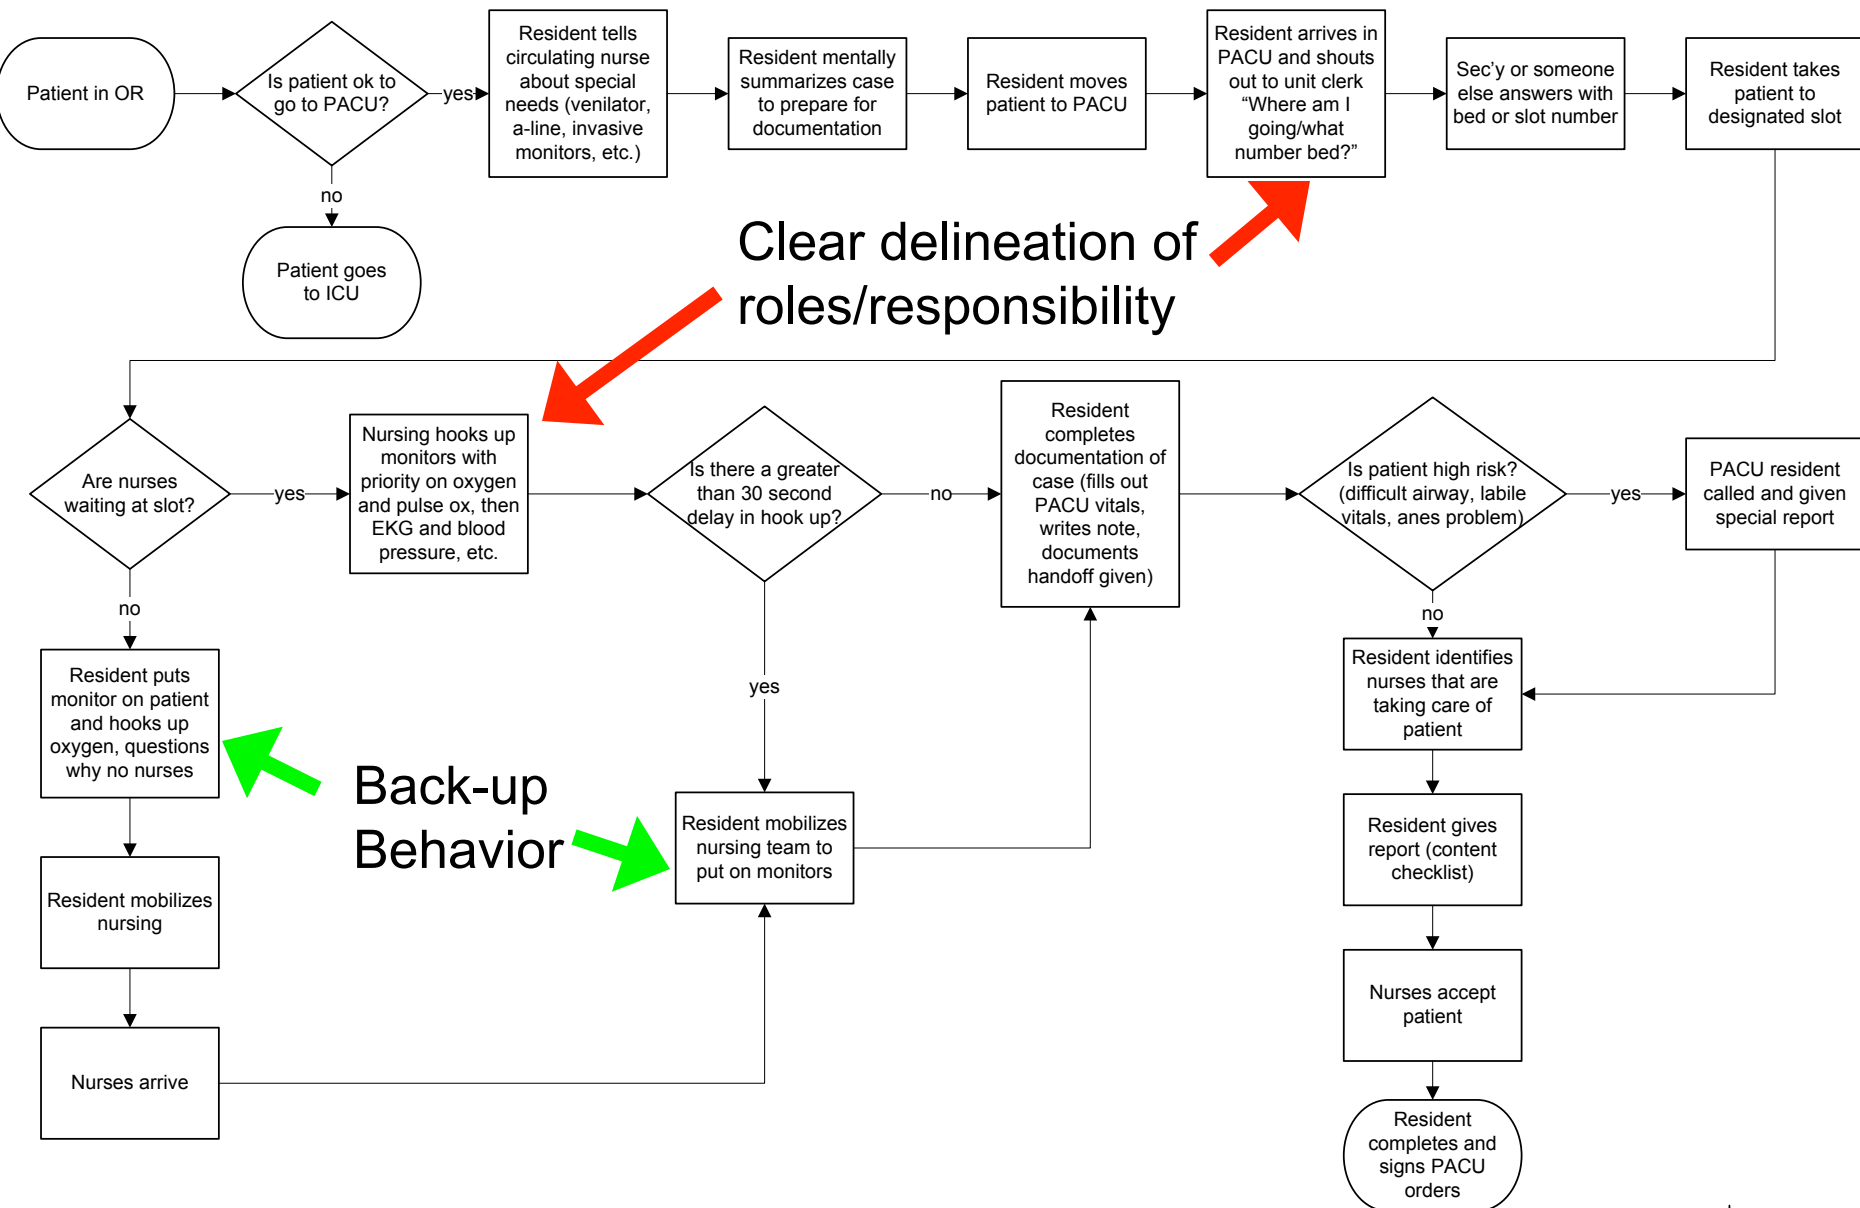 Patient in OR
Is patient ok to
go to PACU?
yes
no
Patient goes
to ICU
Resident tells
circulating nurse
about special
needs (venilator,
a-line, invasive
monitors, etc.)
Resident mentally
summarizes case
to prepare for
documentation
Resident moves
patient to PACU
Resident arrives in
PACU and shouts
out to unit clerk
“Where am I
going/what
number bed?”
Sec’y or someone
else answers with
bed or slot number
Resident takes
patient to
designated slot
Clear delineation of
roles/responsibility
Are nurses
waiting at slot?
yes
no
Nursing hooks up
monitors with
priority on oxygen
and pulse ox, then
EKG and blood
pressure, etc.
Is there a greater
than 30 second
delay in hook up?
no
yes
Resident
completes
documentation of
case (fills out
PACU vitals,
writes note,
documents
handoff given)
Is patient high risk?
(difficult airway, labile
vitals, anes problem)
yes
no
PACU resident
called and given
special report
Resident puts
monitor on patient
and hooks up
oxygen, questions
why no nurses
Back-up
Behavior
Resident mobilizes
nursing
Nurses arrive
Resident mobilizes
nursing team to
put on monitors
Resident identifies
nurses that are
taking care of
patient
Resident gives
report (content
checklist)
Nurses accept
patient
Resident
completes and
signs PACU
orders